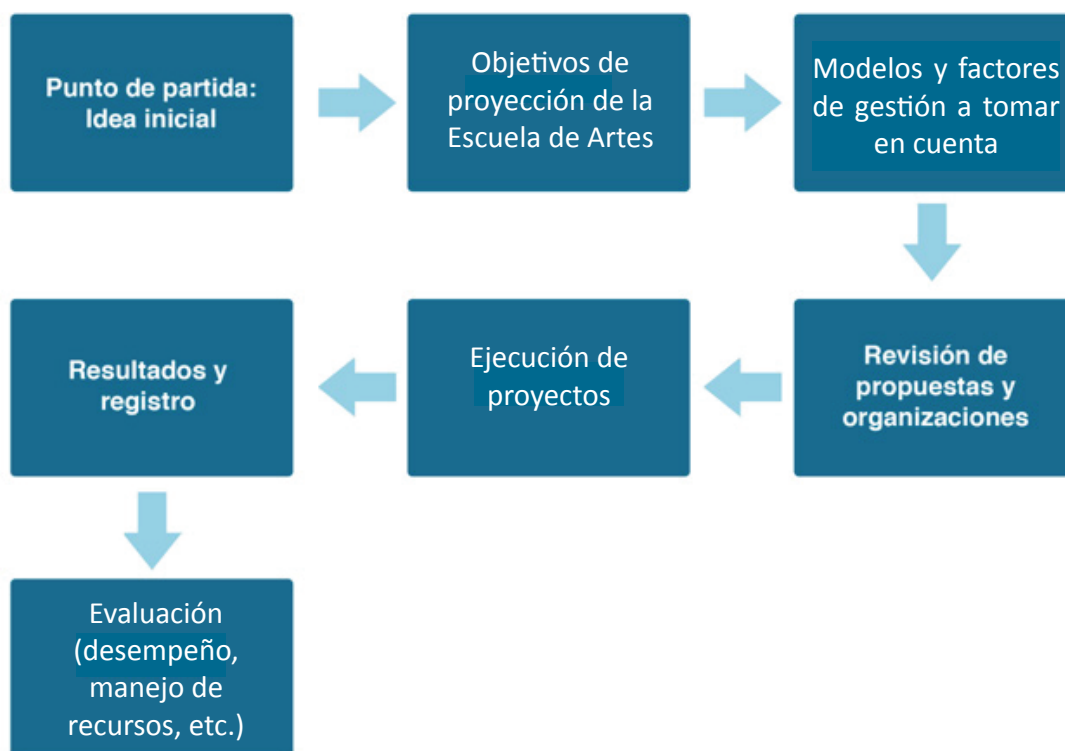 Punto de partida:
Idea inicial
Objetivos de
proyección de la
Escuela de Artes
Modelos y factores
de gestión a tomar
en cuenta
Revisión de
propuestas y
organizaciones
Ejecución de
proyectos
Resultados y
registro
Evaluación
(desempeño,
manejo de
recursos, etc.)